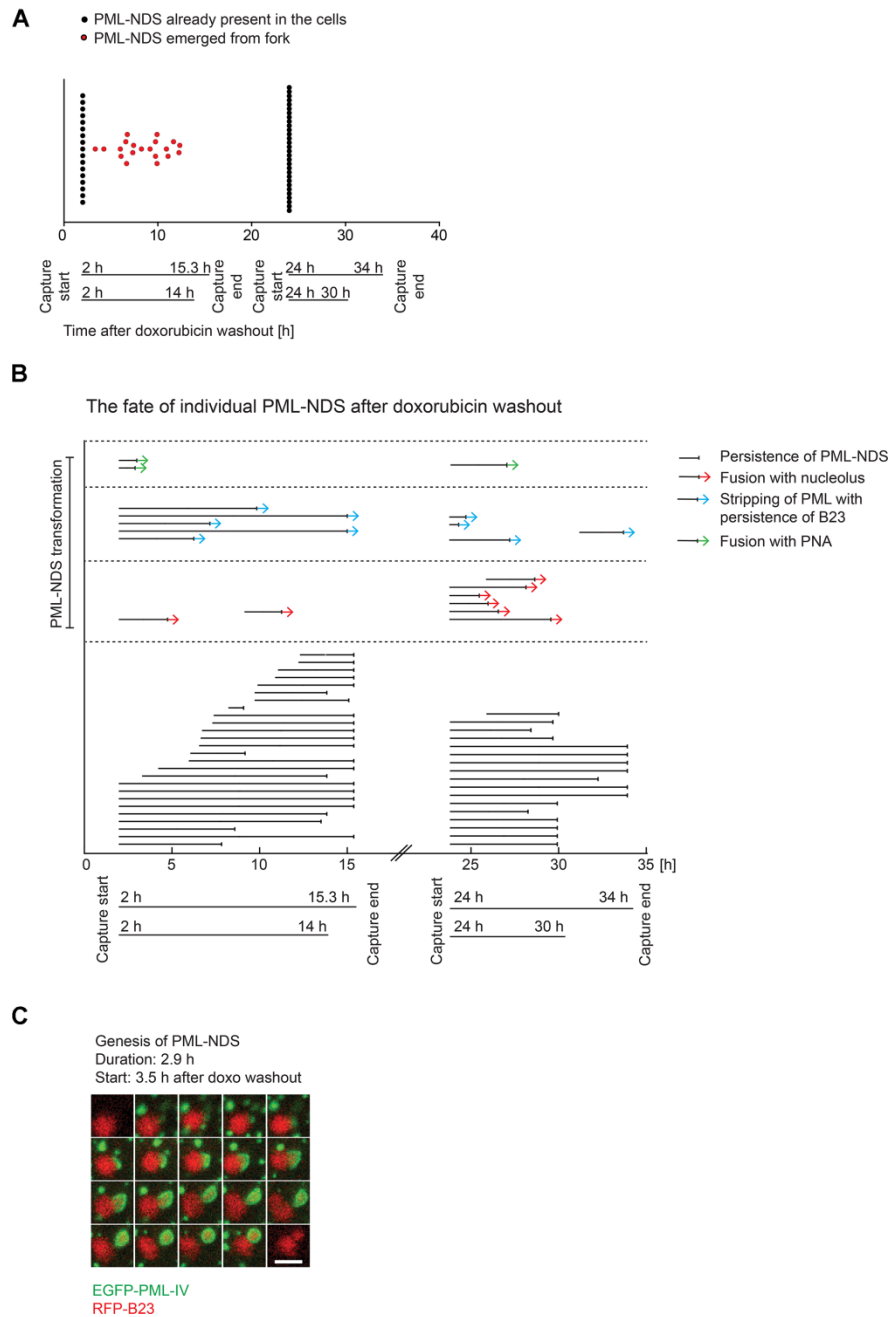 A
PML-NDS already present in the cells
PML-NDS emerged from fork
0 10 20 30 40
Capture start
2 h 15.3 h
2 h 14 h
Capture end
Capture start
24 h 34 h
24 h 30 h
Capture end
Time after doxorubicin washout [h]
B
The fate of individual PML-NDS after doxorubicin washout
PML-NDS transformation
Persistence of PML-NDS
Fusion with nucleolus
Stripping of PML with
persistence of B23
Fusion with PNA
0 5 10 15 25 30 35 [h]
Capture start
2 h 15.3 h
2 h 14 h
Capture end
Capture start
24 h 34 h
24 h 30 h
Capture end
C
Genesis of PML-NDS
Duration: 2.9 h
Start: 3.5 h after doxo washout
EGFP-PML-IV
RFP-B23